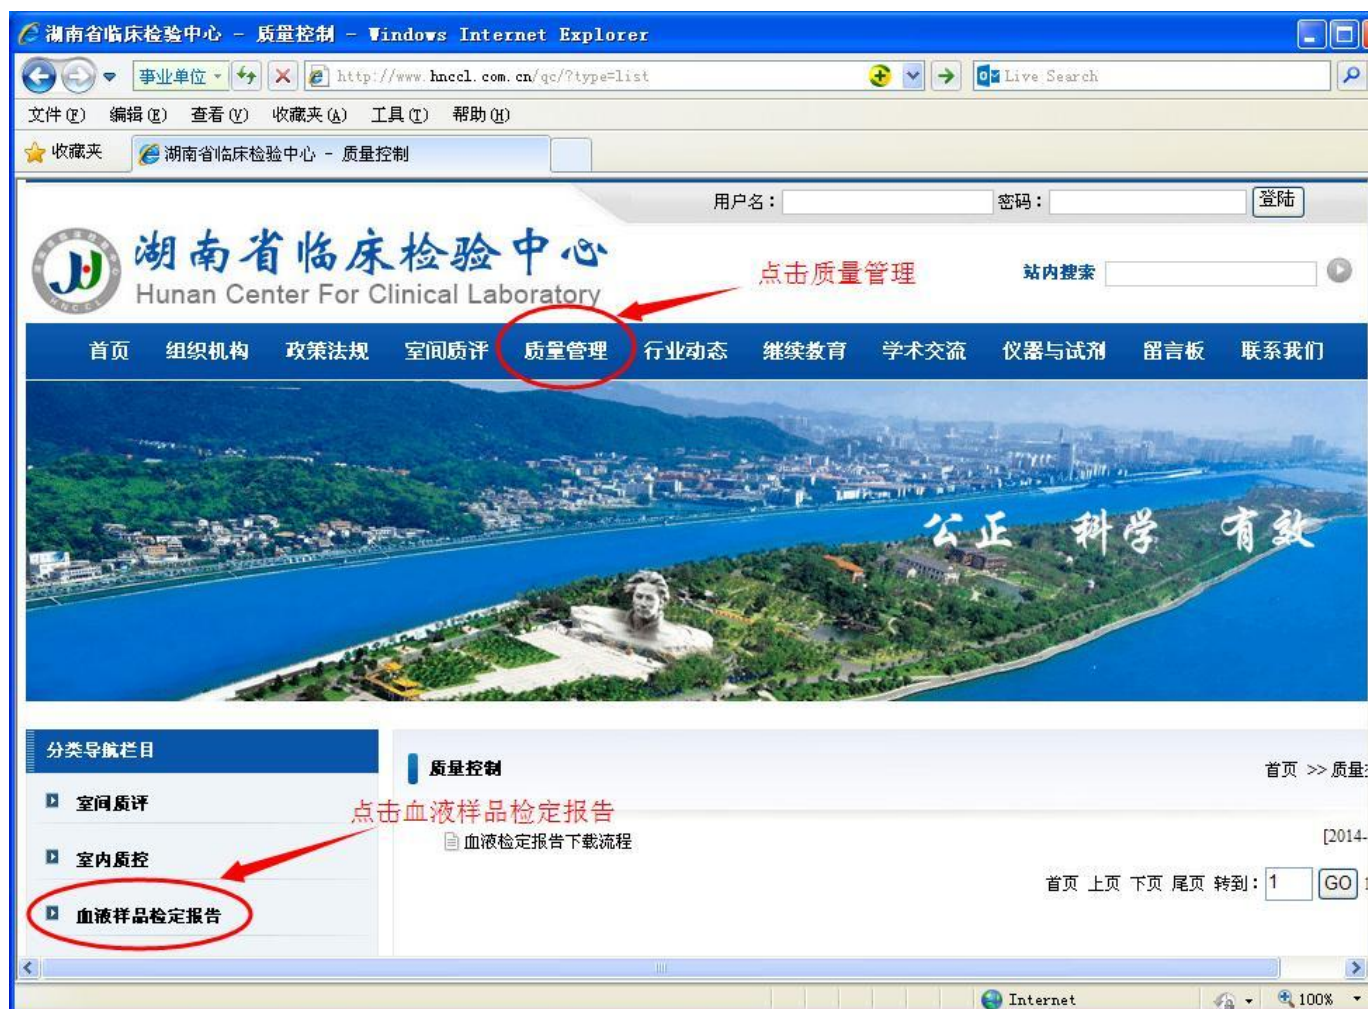 湖南省临床检验中心 - 质量控制 - Windows Internet Explorer
事业单位 http://www.hnccl.com.cn/qc/?type=list Live Search
文件(F) 编辑(E) 查看(V) 收藏夹(A) 工具(T) 帮助(H)
收藏夹 湖南省临床检验中心 - 质量控制
用户名： 密码： 登陆
湖南省临床检验中心
Hunan Center For Clinical Laboratory
HNCCL
点击质量管理
站内搜索
首页 组织机构 政策法规 室间质评 质量管理 行业动态 继续教育 学术交流 仪器与试剂 留言板 联系我们
公正 科学 有效
分类导航栏目
质量控制
首页 >> 质量
室间质评
点击血液样品检定报告
血液检定报告下载流程 [2014-
室内质控
首页 上页 下页 尾页 转到： 1 GO
血液样品检定报告
Internet 100%